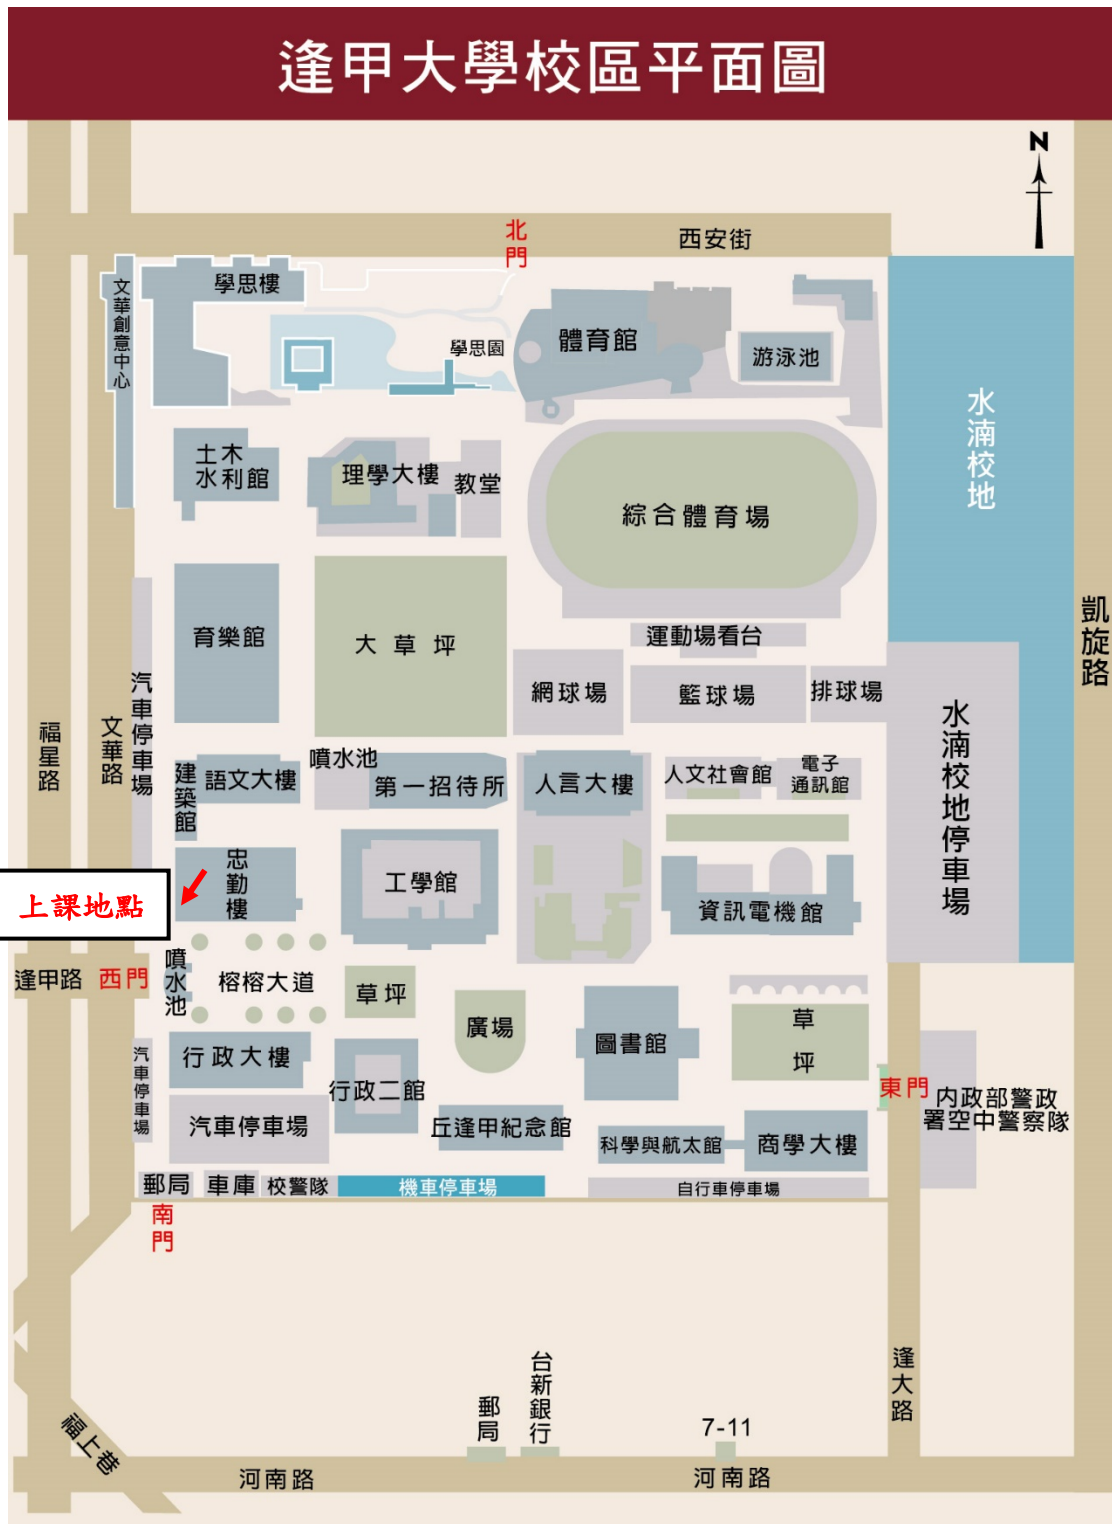 逢甲大學校區平面圖
N
北門
西安街
學思樓
文華創意中心
學思園
體育館
游泳池
水湳校地
土木
水利館
理學大樓
教堂
綜合體育場
凱旋路
育樂館
大草坪
運動場看台
網球場
籃球場
排球場
汽車停車場
文華路
福星路
水湳校地停車場
建築館
語文大樓
噴水池
第一招待所
人言大樓
人文社會館
電子
通訊館
忠勤樓
工學館
資訊電機館
上課地點
逢甲路
西門
噴水池
榕榕大道
草坪
廣場
圖書館
草坪
汽車停車場
行政大樓
行政二館
東門
內政部警政
署空中警察隊
汽車停車場
丘逢甲紀念館
科學與航太館
商學大樓
郵局
車庫
校警隊
機車停車場
自行車停車場
南門
逢大路
台新銀行
郵局
7-11
福上巷
河南路
河南路